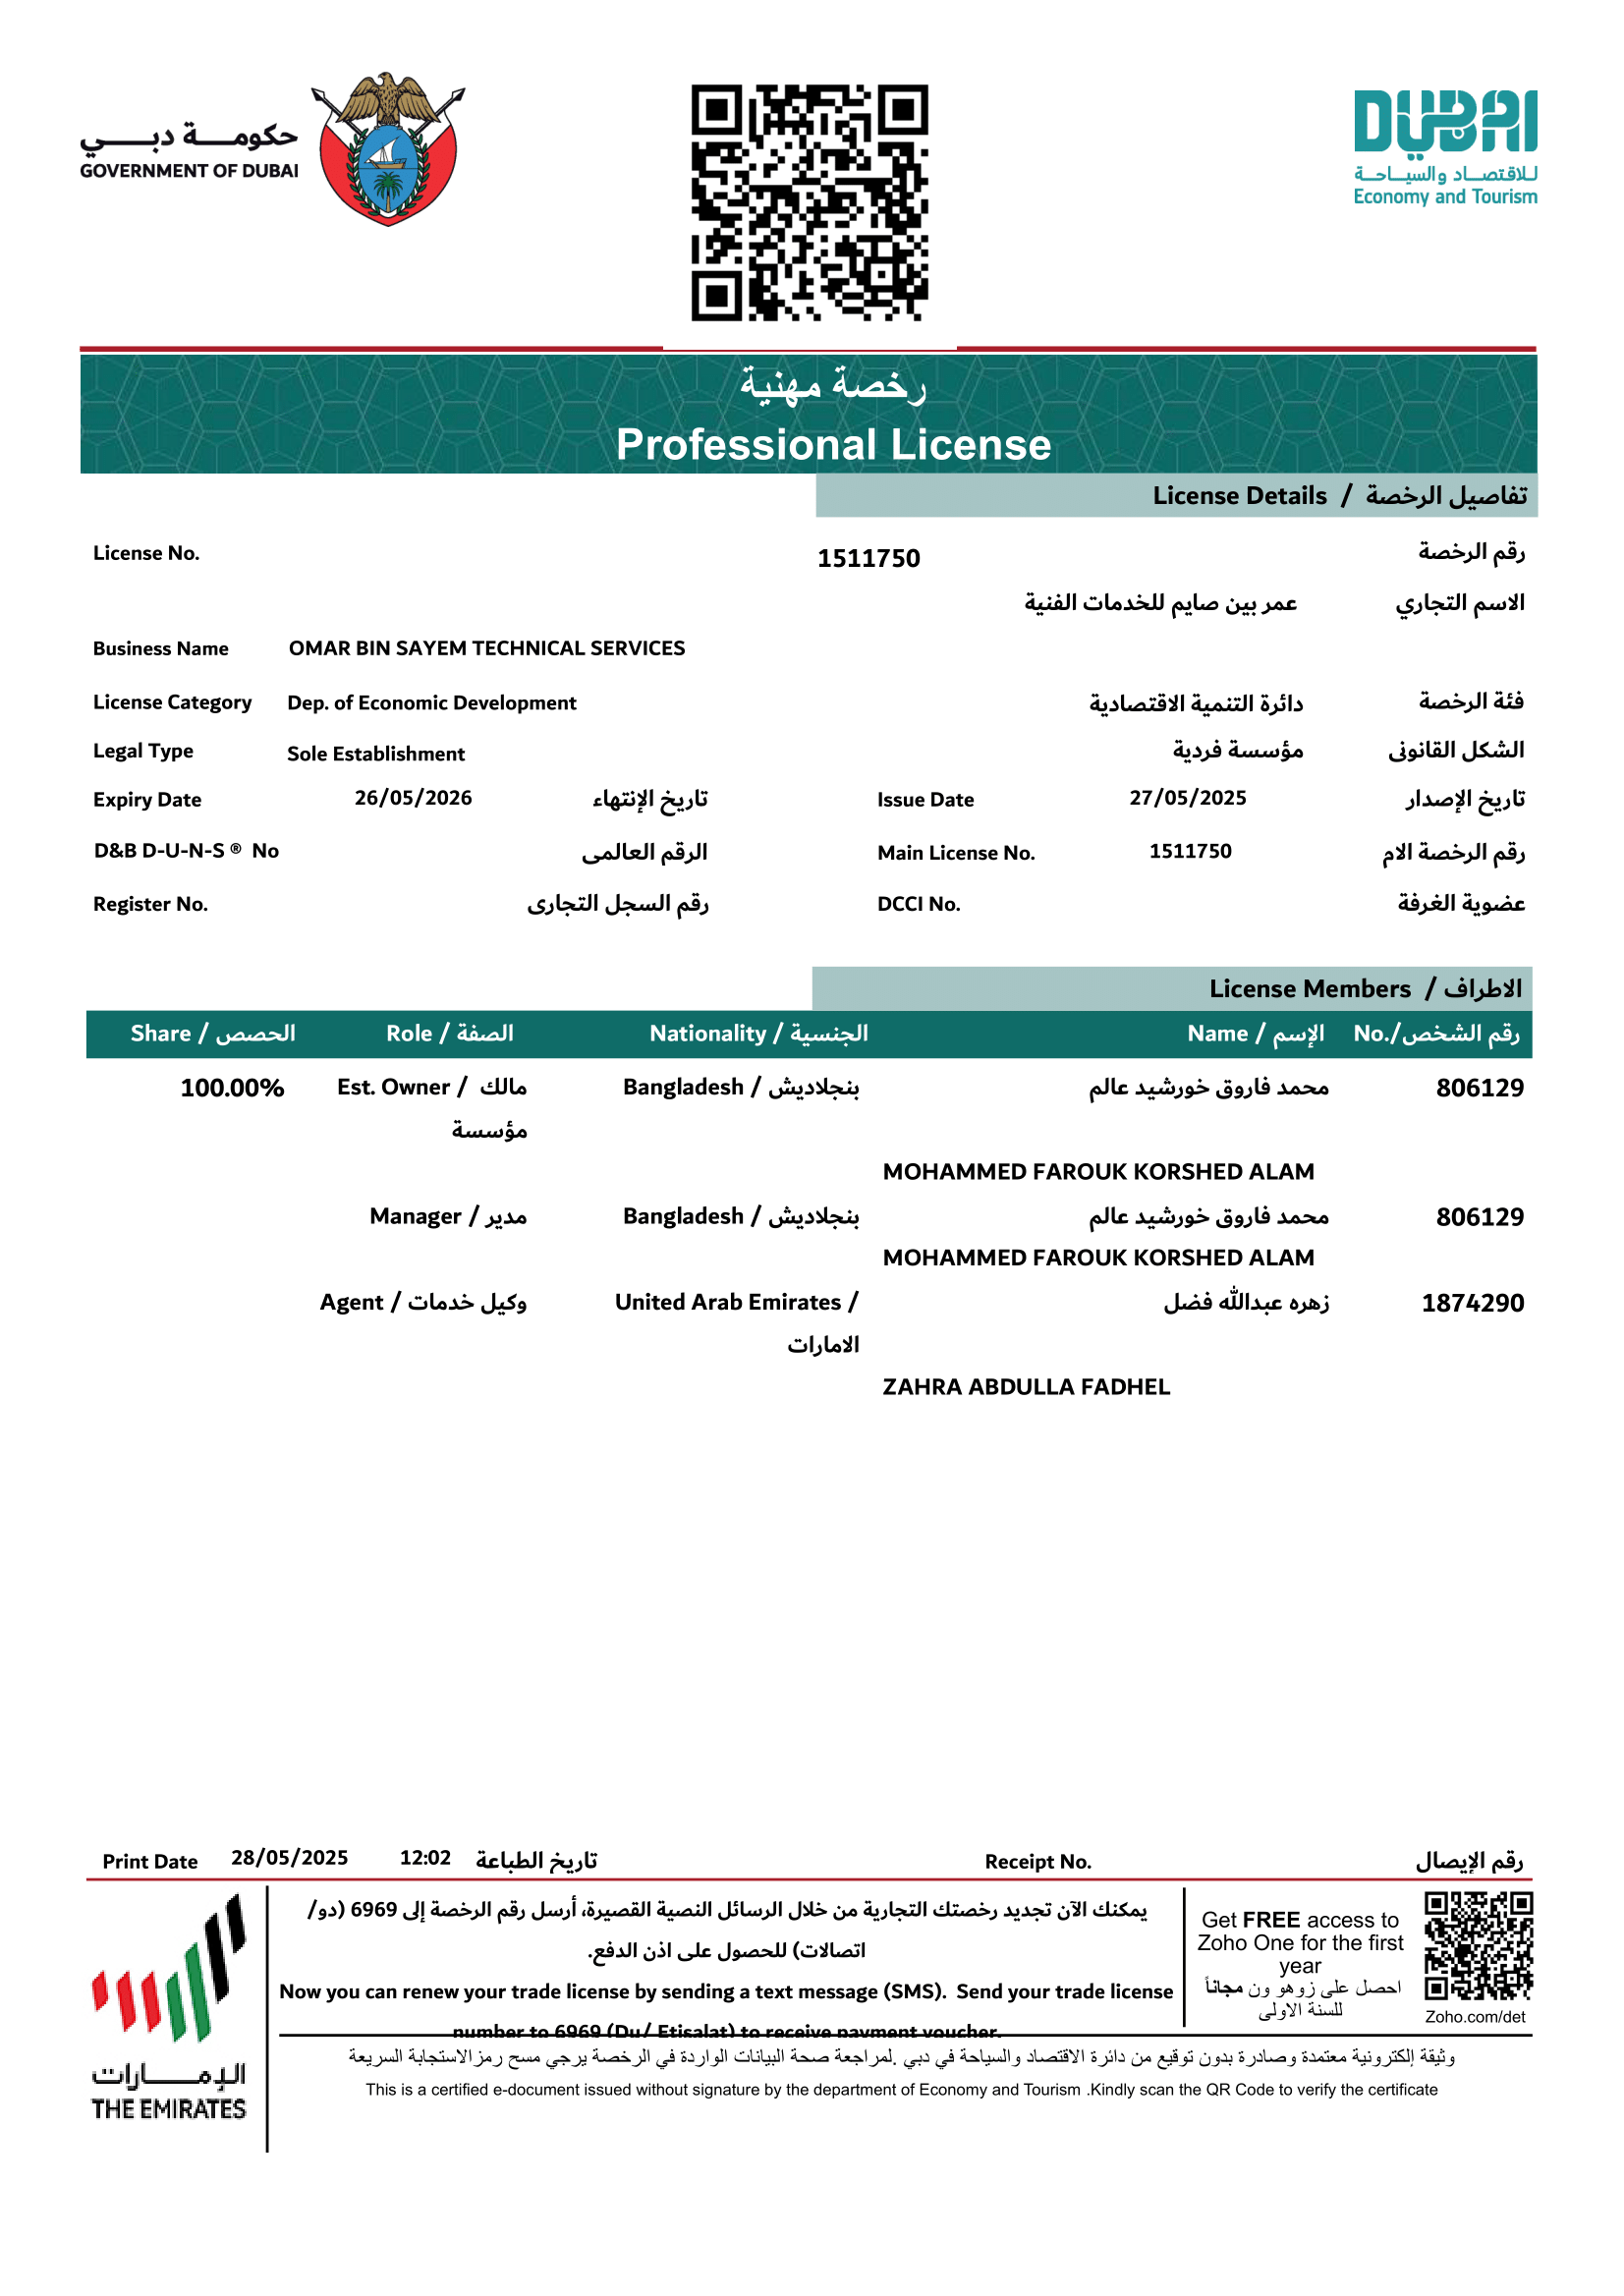 حكومة دبي
GOVERNMENT OF DUBAI
DUBAI
للاقتصاد والسياحة
Economy and Tourism
رخصة مهنية
Professional License
License Details / تفاصيل الرخصة
License No. 1511750 رقم الرخصة
عمر بين صايم للخدمات الفنية الاسم التجاري
Business Name OMAR BIN SAYEM TECHNICAL SERVICES
License Category Dep. of Economic Development دائرة التنمية الاقتصادية فئة الرخصة
Legal Type Sole Establishment مؤسسة فردية الشكل القانونى
Expiry Date 26/05/2026 تاريخ الإنتهاء Issue Date 27/05/2025 تاريخ الإصدار
D&B D-U-N-S ® No الرقم العالمى Main License No. 1511750 رقم الرخصة الام
Register No. رقم السجل التجارى DCCI No. عضوية الغرفة
License Members / الاطراف
Share / الحصص Role / الصفة Nationality / الجنسية Name / الإسم No./رقم الشخص
100.00% Est. Owner / مالك Bangladesh / بنجلاديش محمد فاروق خورشيد عالم 806129
مؤسسة
MOHAMMED FAROUK KORSHED ALAM
Manager / مدير Bangladesh / بنجلاديش محمد فاروق خورشيد عالم 806129
MOHAMMED FAROUK KORSHED ALAM
Agent / وكيل خدمات United Arab Emirates / زهره عبدالله فضل 1874290
الامارات
ZAHRA ABDULLA FADHEL
Print Date 28/05/2025 12:02 تاريخ الطباعة Receipt No. رقم الإيصال
يمكنك الآن تجديد رخصتك التجارية من خلال الرسائل النصية القصيرة، أرسل رقم الرخصة إلى 6969 (دو/
اتصالات) للحصول على اذن الدفع.
Now you can renew your trade license by sending a text message (SMS). Send your trade license
number to 6969 (Du/ Etisalat) to receive payment voucher.
Get FREE access to
Zoho One for the first
year
احصل على زوهو ون مجاناً
للسنة الاولى
Zoho.com/det
وثيقة إلكترونية معتمدة وصادرة بدون توقيع من دائرة الاقتصاد والسياحة في دبي .لمراجعة صحة البيانات الواردة في الرخصة يرجي مسح رمزالاستجابة السريعة
This is a certified e-document issued without signature by the department of Economy and Tourism .Kindly scan the QR Code to verify the certificate
الإمارات
THE EMIRATES